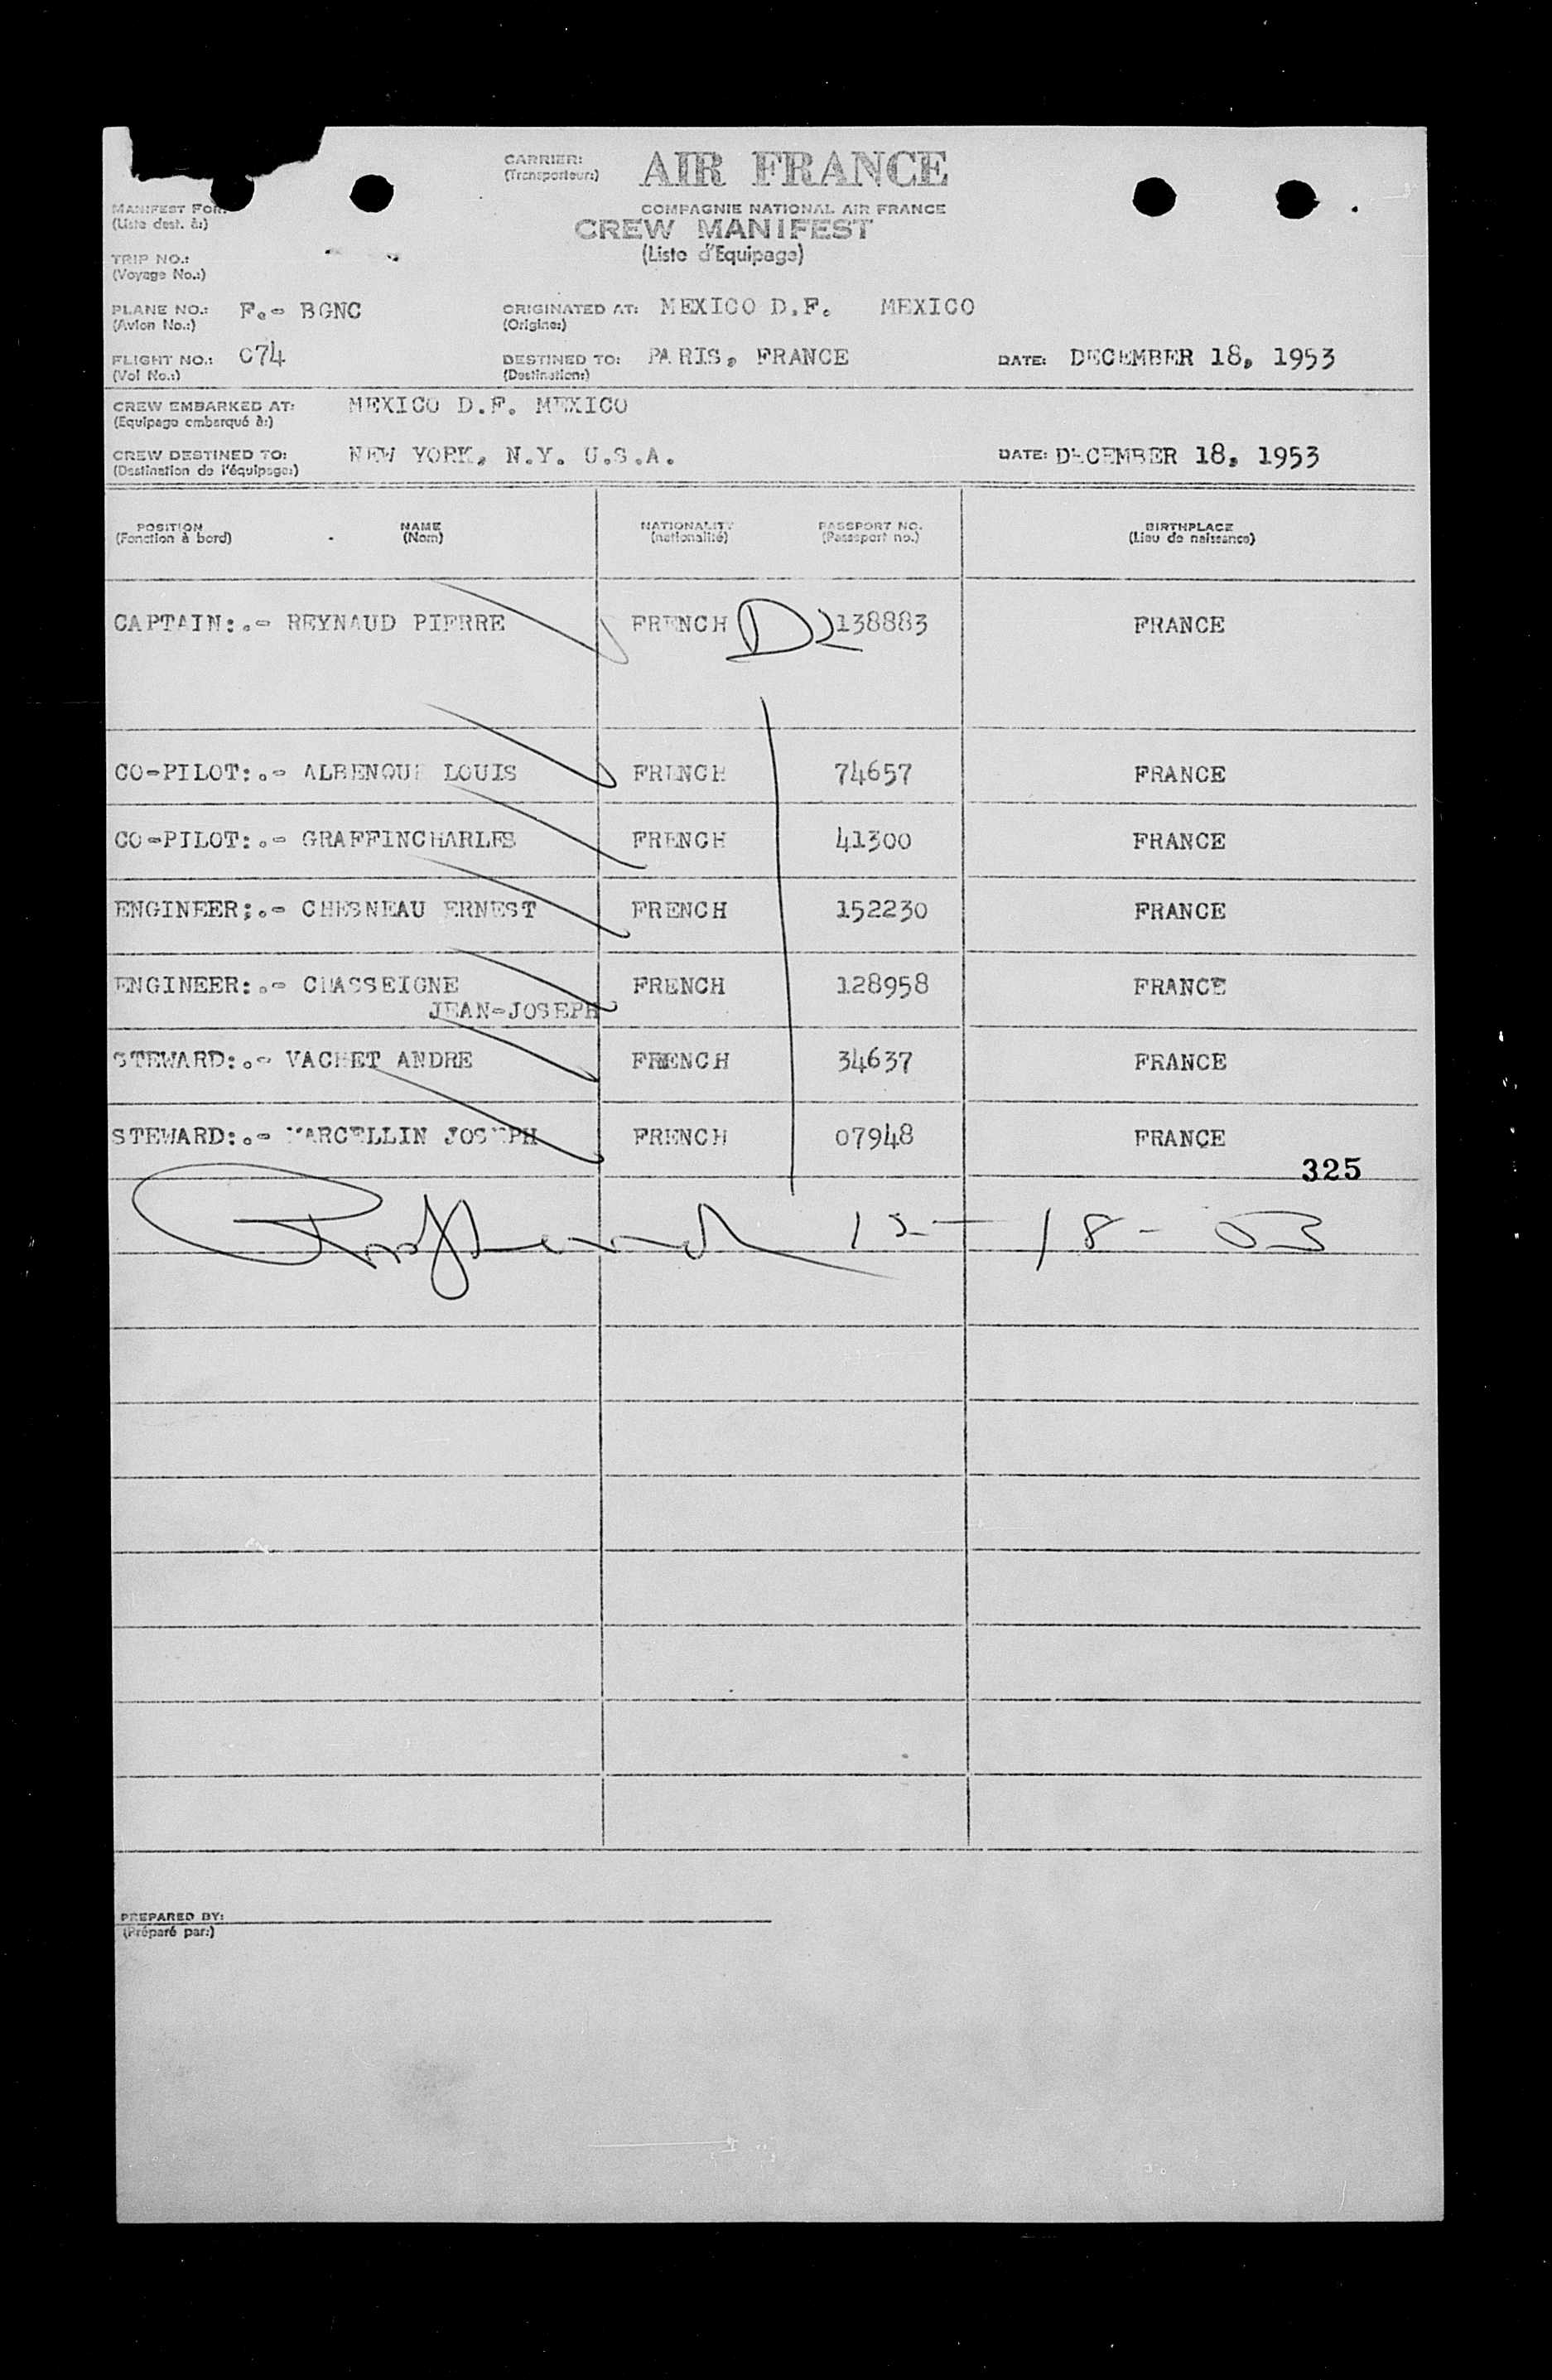 CARRIER: AIR FRANCE
(Transporteur:)
COMPAGNIE NATIONAL AIR FRANCE
MANIFEST FOR:
(Liste dest. à:)
CREW MANIFEST
(Liste d'Equipage)
TRIP NO.:
(Voyage No.:)
PLANE NO.: F.- BGNC ORIGINATED AT: MEXICO D.F. MEXICO
(Avion No.:) (Origine:)
FLIGHT NO.: 074 DESTINED TO: PARIS, FRANCE DATE: DECEMBER 18, 1953
(Vol No.:) (Destination:)
CREW EMBARKED AT: MEXICO D.F. MEXICO
(Equipage embarqué à:)
CREW DESTINED TO: NEW YORK, N.Y. U.S.A. DATE: DECEMBER 18, 1953
(Destination de l'équipage:)
POSITION NAME NATIONALITY PASSPORT NO. BIRTHPLACE
(Fonction à bord) (Nom) (nationalité) (Passeport no.) (Lieu de naissance)
CAPTAIN:.- REYNAUD PIERRE FRENCH D2 138883 FRANCE
CO-PILOT:.- ALBENQUE LOUIS FRENCH 74657 FRANCE
CO-PILOT:.- GRAFFINCHARLES FRENCH 41300 FRANCE
ENGINEER;.- CHESNEAU ERNEST FRENCH 152230 FRANCE
ENGINEER:.- CHASSEIGNE FRENCH 128958 FRANCE
JEAN-JOSEPH
STEWARD:.- VACHET ANDRE FRENCH 34637 FRANCE
STEWARD:.- MARCELLIN JOSEPH FRENCH 07948 FRANCE
325
12-18-53
PREPARED BY:
(Préparé par:)